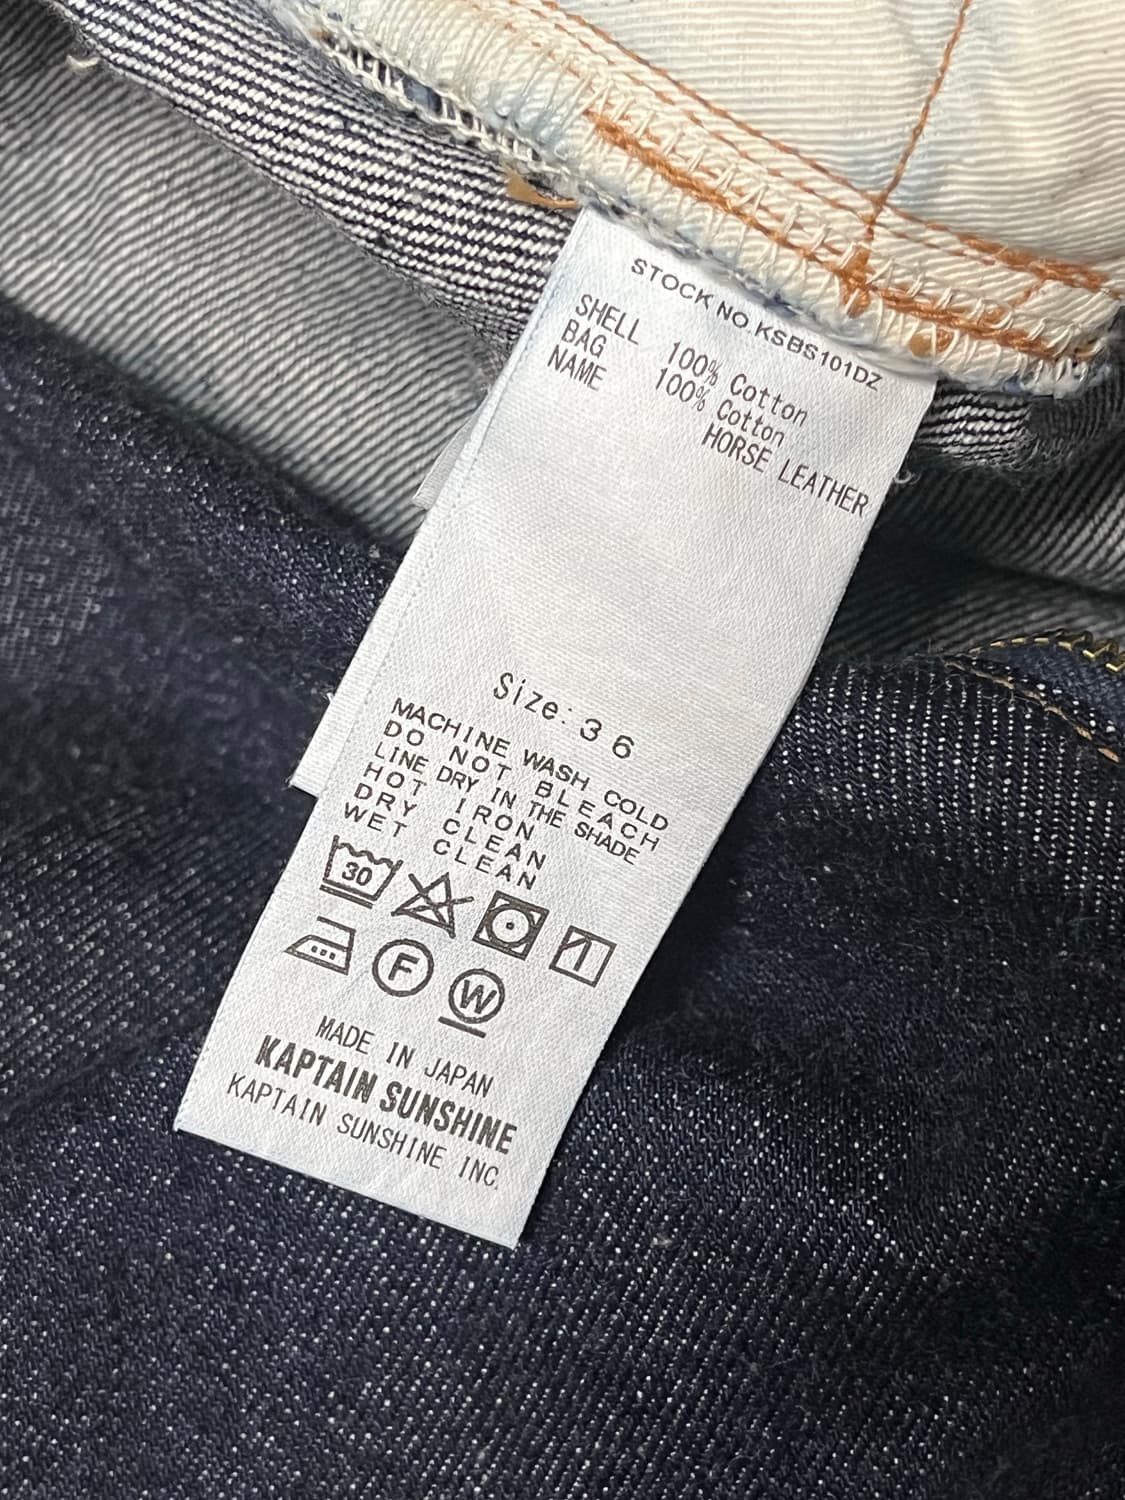 STOCK NO.KSBS101DZ
SHELL 100% Cotton
BAG 100% Cotton
NAME HORSE LEATHER
Size: 36
MACHINE WASH COLD
DO NOT BLEACH
LINE DRY IN THE SHADE
HOT IRON
DRY CLEAN
WET CLEAN
30
F
W
MADE IN JAPAN
KAPTAIN SUNSHINE
KAPTAIN SUNSHINE INC.